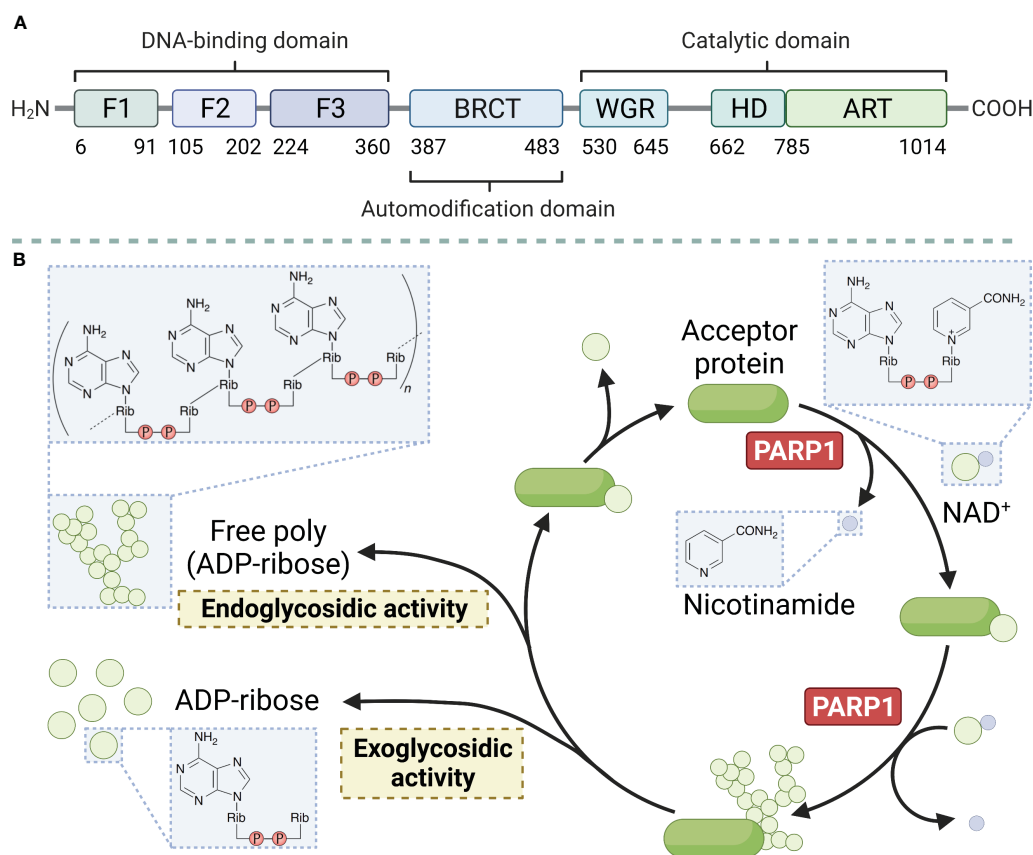 A
DNA-binding domain
Catalytic domain
H₂N F1 F2 F3 BRCT WGR HD ART COOH
6 91 105 202 224 360 387 483 530 645 662 785 1014
Automodification domain
B
NH₂
N
N
N
N
Rib
P P
Rib
NH₂
N
N
N
N
Rib
P P
Rib
NH₂
N
N
N
N
Rib
P P
Rib
n
Acceptor
protein
NH₂
N
N
N
N
Rib
P P
Rib
N⁺
CONH₂
PARP1
NAD⁺
CONH₂
N
Nicotinamide
Free poly
(ADP-ribose)
Endoglycosidic activity
PARP1
ADP-ribose
Exoglycosidic
activity
NH₂
N
N
N
N
Rib
P P
Rib